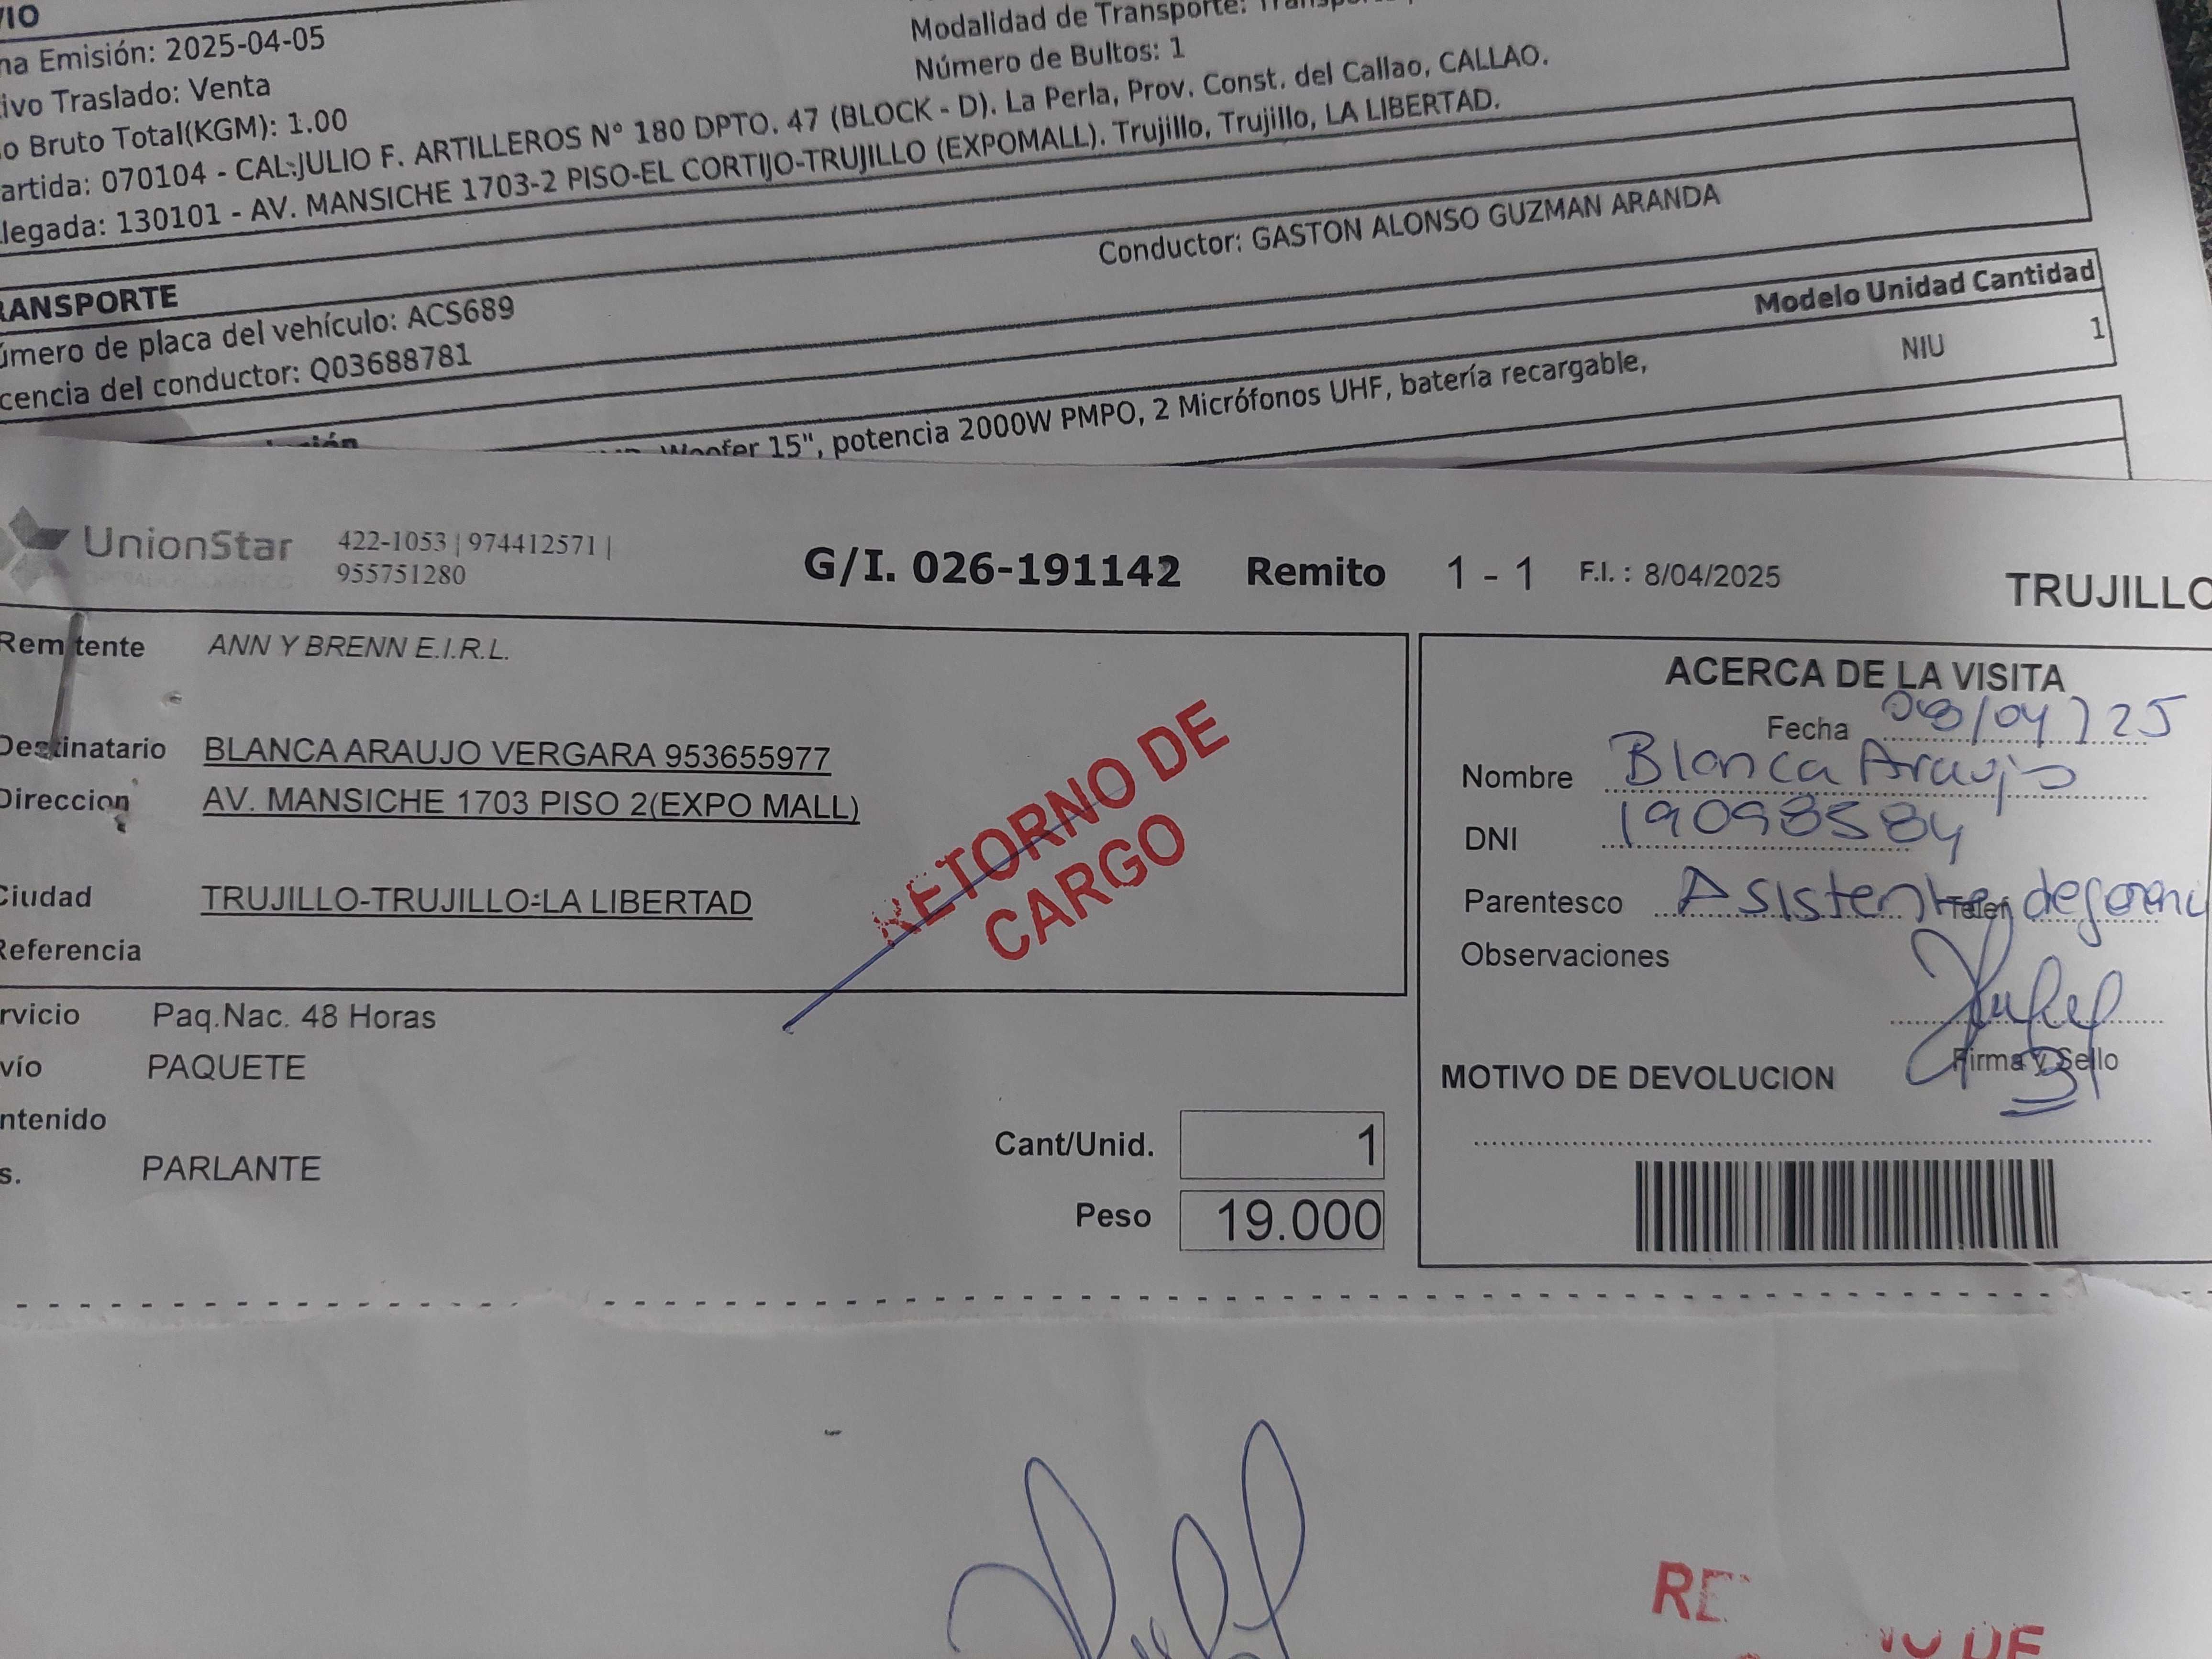 VIO
na Emisión: 2025-04-05
Modalidad de Transporte:
ivo Traslado: Venta
Número de Bultos: 1
o Bruto Total(KGM): 1.00
artida: 070104 - CAL:JULIO F. ARTILLEROS N° 180 DPTO. 47 (BLOCK - D). La Perla, Prov. Const. del Callao, CALLAO.
legada: 130101 - AV. MANSICHE 1703-2 PISO-EL CORTIJO-TRUJILLO (EXPOMALL). Trujillo, Trujillo, LA LIBERTAD.
RANSPORTE
Conductor: GASTON ALONSO GUZMAN ARANDA
úmero de placa del vehículo: ACS689
cencia del conductor: Q03688781
Modelo Unidad Cantidad
Woofer 15", potencia 2000W PMPO, 2 Micrófonos UHF, batería recargable,
NIU 1
UnionStar
422-1053 | 974412571 |
955751280
G/I. 026-191142 Remito 1 - 1 F.I. : 8/04/2025
TRUJILLO
Remitente ANN Y BRENN E.I.R.L.
Destinatario BLANCA ARAUJO VERGARA 953655977
Direccion AV. MANSICHE 1703 PISO 2(EXPO MALL)
Ciudad TRUJILLO-TRUJILLO-LA LIBERTAD
Referencia
RETORNO DE
CARGO
rvicio Paq.Nac. 48 Horas
vío PAQUETE
ntenido
s. PARLANTE
Cant/Unid. 1
Peso 19.000
ACERCA DE LA VISITA
Fecha 08/04/25
Nombre Blanca Araujo
DNI 19098584
Parentesco Asistente de gerenc
Telef
Observaciones
Firma y Sello
MOTIVO DE DEVOLUCION
RE
NO DE